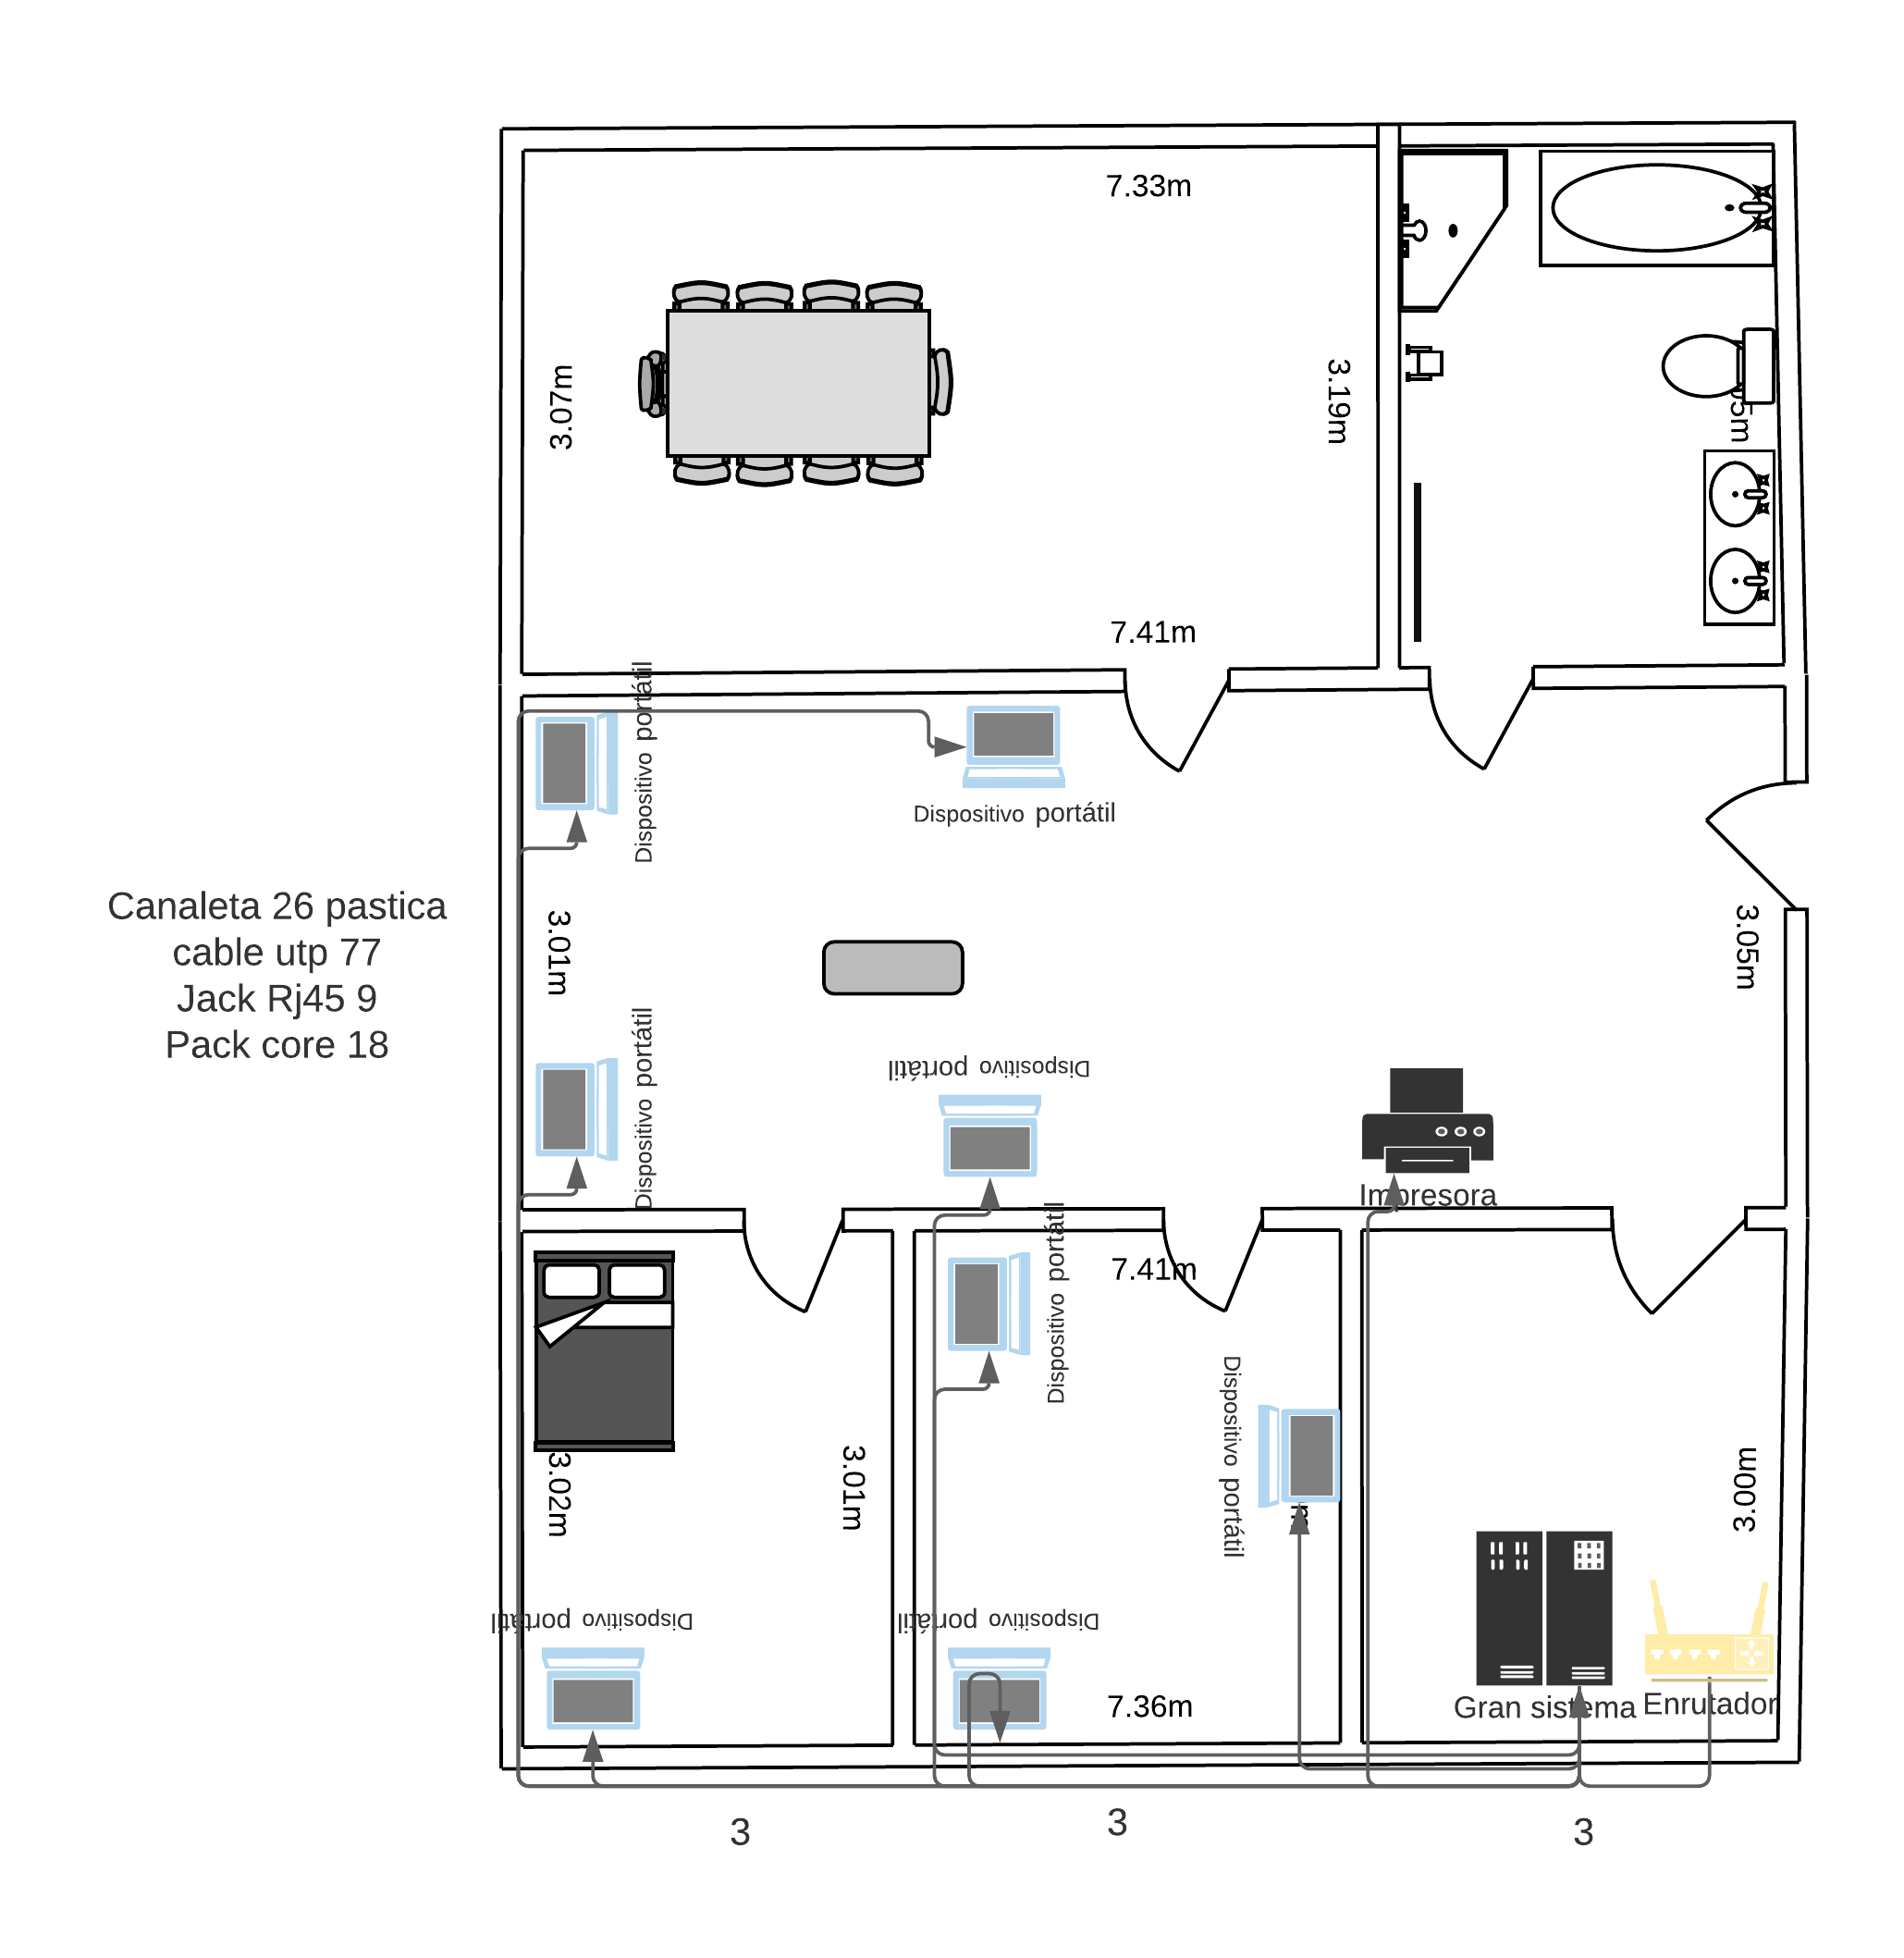 7.33m
3.07m
3.19m
5m
7.41m
Dispositivo portátil
Dispositivo portátil
Canaleta 26 pastica
cable utp 77
Jack Rj45 9
Pack core 18
3.01m
3.05m
Dispositivo portátil
Dispositivo portátil
Impresora
7.41m
Dispositivo portátil
Dispositivo portátil
3.02m
3.01m
3.00m
Dispositivo portátil
Dispositivo portátil
7.36m
Gran sistema
Enrutador
3
3
3